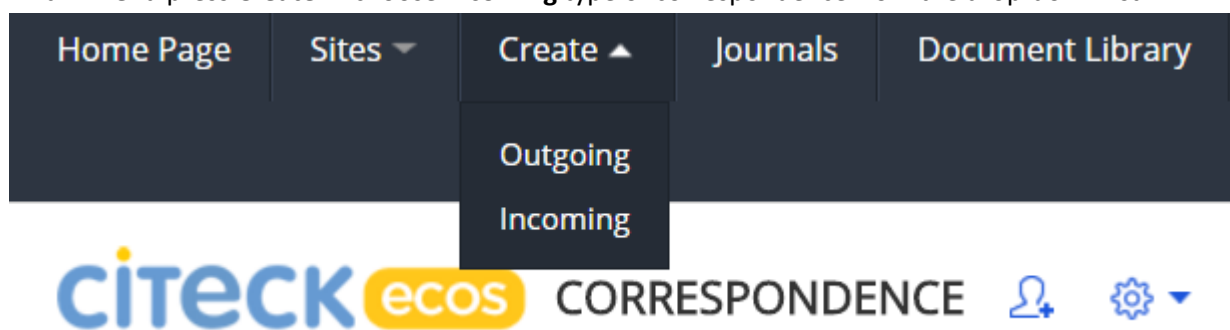 Home Page Sites Create Journals Document Library
Outgoing
Incoming
citeck ecos CORRESPONDENCE